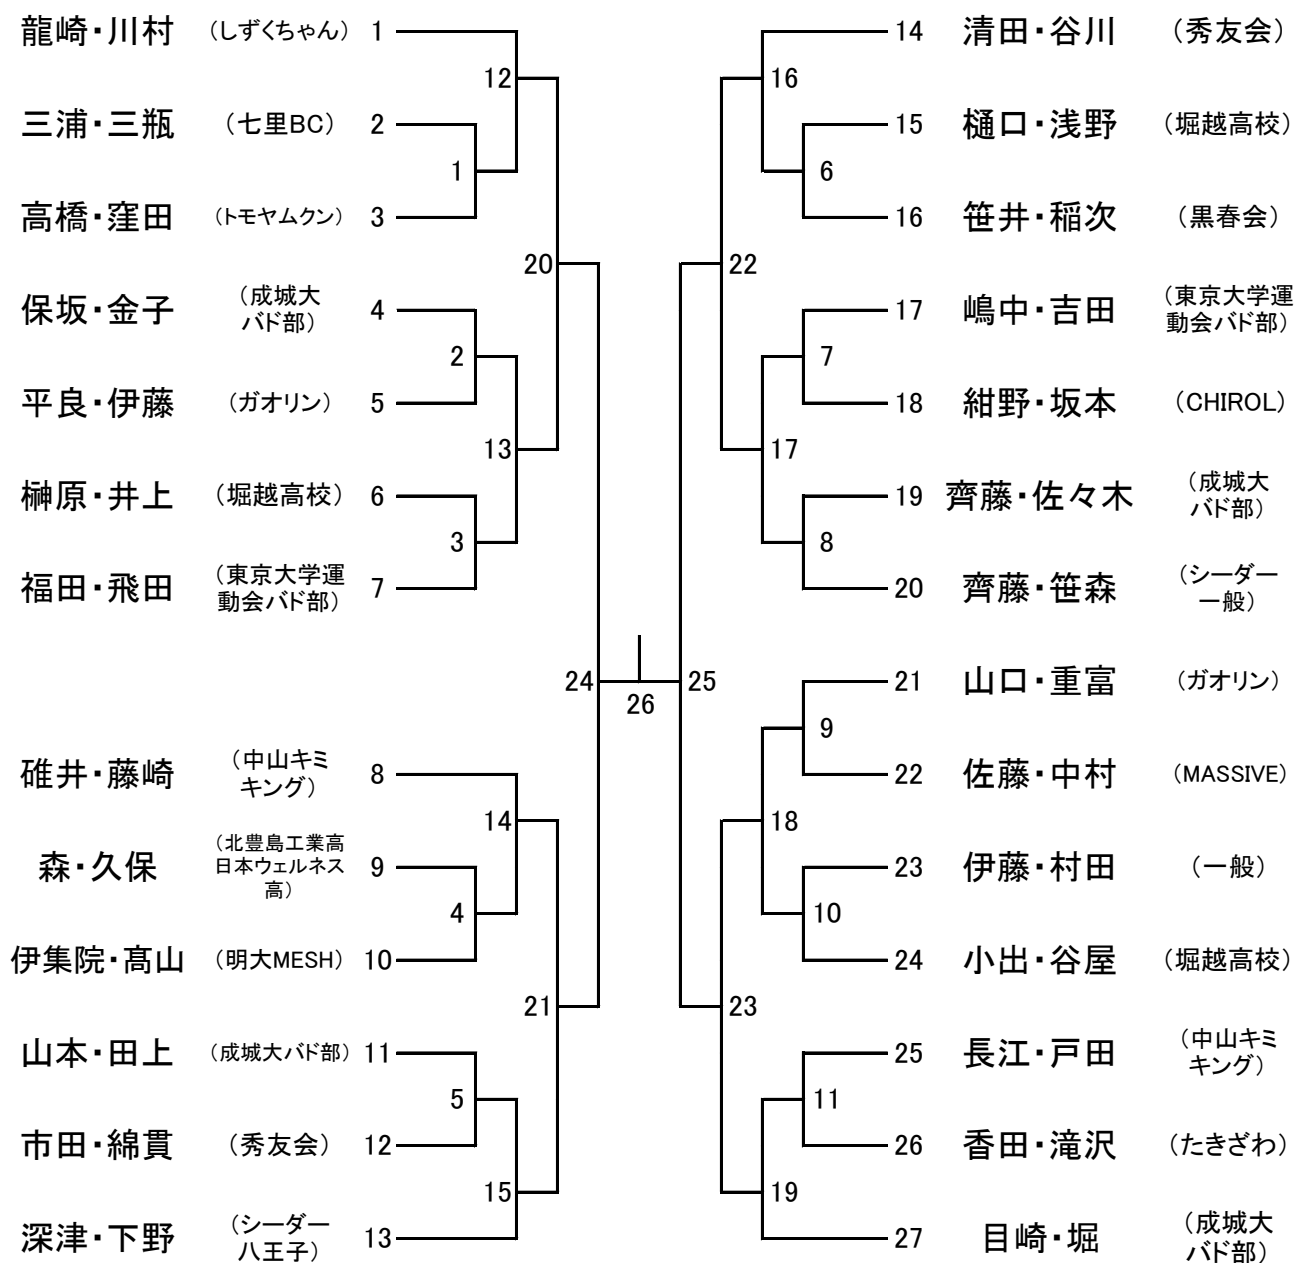 龍崎・川村 （しずくちゃん） 1 14 清田・谷川 （秀友会）
12 16
三浦・三瓶 （七里BC） 2 15 樋口・浅野 （堀越高校）
1 6
高橋・窪田 （トモヤムクン） 3 16 笹井・稲次 （黒春会）
20 22
保坂・金子 （成城大
バド部） 4 17 嶋中・吉田 （東京大学運
動会バド部）
2 7
平良・伊藤 （ガオリン） 5 18 紺野・坂本 （CHIROL）
13 17
榊原・井上 （堀越高校） 6 19 齊藤・佐々木 （成城大
バド部）
3 8
福田・飛田 （東京大学運
動会バド部） 7 20 齊藤・笹森 （シーダー
一般）
24 26 25
21 山口・重富 （ガオリン）
9
碓井・藤崎 （中山キミ
キング） 8 22 佐藤・中村 （MASSIVE）
14 18
森・久保 （北豊島工業高
日本ウェルネス
高） 9 23 伊藤・村田 （一般）
4 10
伊集院・髙山 （明大MESH） 10 24 小出・谷屋 （堀越高校）
21 23
山本・田上 （成城大バド部） 11 25 長江・戸田 （中山キミ
キング）
5 11
市田・綿貫 （秀友会） 12 26 香田・滝沢 （たきざわ）
15 19
深津・下野 （シーダー
八王子） 13 27 目崎・堀 （成城大
バド部）